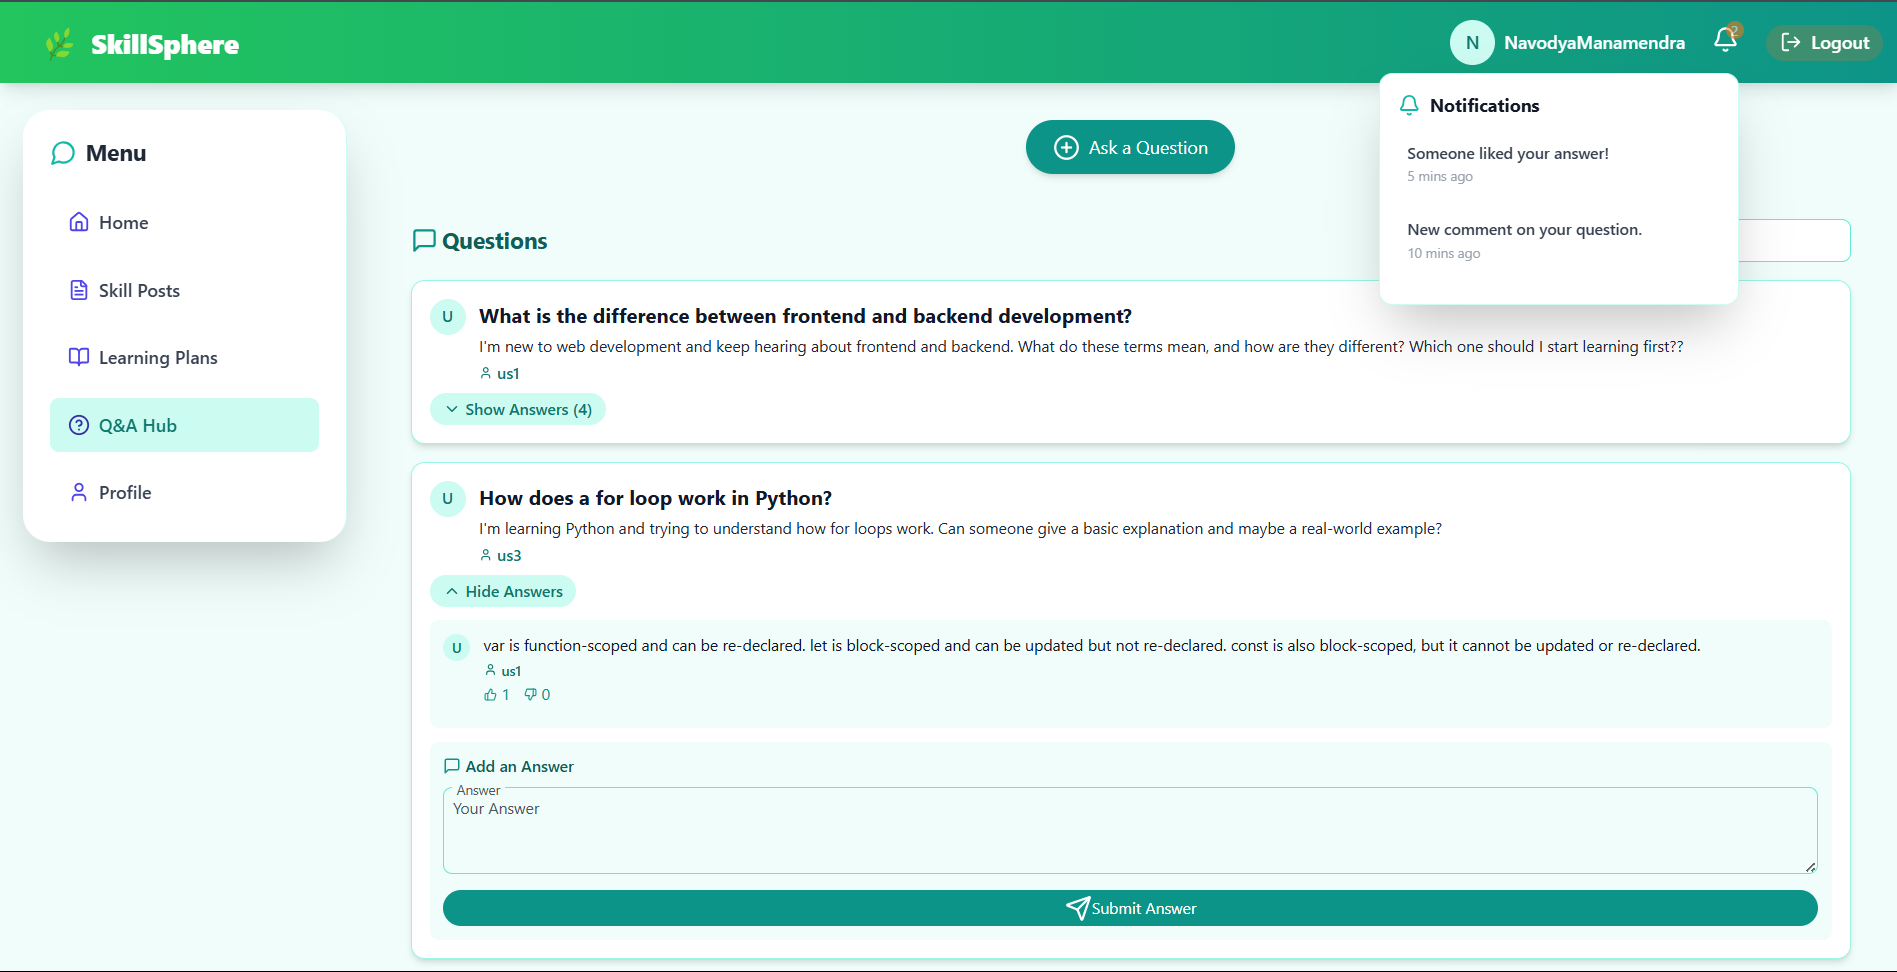 SkillSphere
N NavodyaManamendra
2
Logout
Notifications
Someone liked your answer!
5 mins ago
New comment on your question.
10 mins ago
Menu
Home
Skill Posts
Learning Plans
Q&A Hub
Profile
Ask a Question
Questions
U What is the difference between frontend and backend development?
I'm new to web development and keep hearing about frontend and backend. What do these terms mean, and how are they different? Which one should I start learning first??
us1
Show Answers (4)
U How does a for loop work in Python?
I'm learning Python and trying to understand how for loops work. Can someone give a basic explanation and maybe a real-world example?
us3
Hide Answers
U var is function-scoped and can be re-declared. let is block-scoped and can be updated but not re-declared. const is also block-scoped, but it cannot be updated or re-declared.
us1
1 0
Add an Answer
Answer
Your Answer
Submit Answer